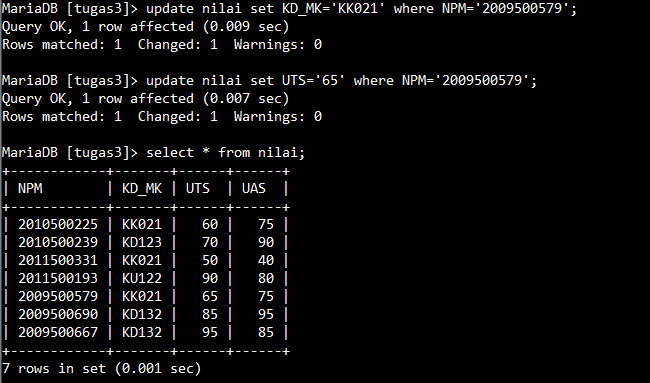 MariaDB [tugas3]> update nilai set KD_MK='KK021' where NPM='2009500579';
Query OK, 1 row affected (0.009 sec)
Rows matched: 1  Changed: 1  Warnings: 0
MariaDB [tugas3]> update nilai set UTS='65' where NPM='2009500579';
Query OK, 1 row affected (0.007 sec)
Rows matched: 1  Changed: 1  Warnings: 0
MariaDB [tugas3]> select * from nilai;
+------------+-------+------+------+
| NPM        | KD_MK | UTS  | UAS  |
+------------+-------+------+------+
| 2010500225 | KK021 |   60 |   75 |
| 2010500239 | KD123 |   70 |   90 |
| 2011500331 | KK021 |   50 |   40 |
| 2011500193 | KU122 |   90 |   80 |
| 2009500579 | KK021 |   65 |   75 |
| 2009500690 | KD132 |   85 |   95 |
| 2009500667 | KD132 |   95 |   85 |
+------------+-------+------+------+
7 rows in set (0.001 sec)